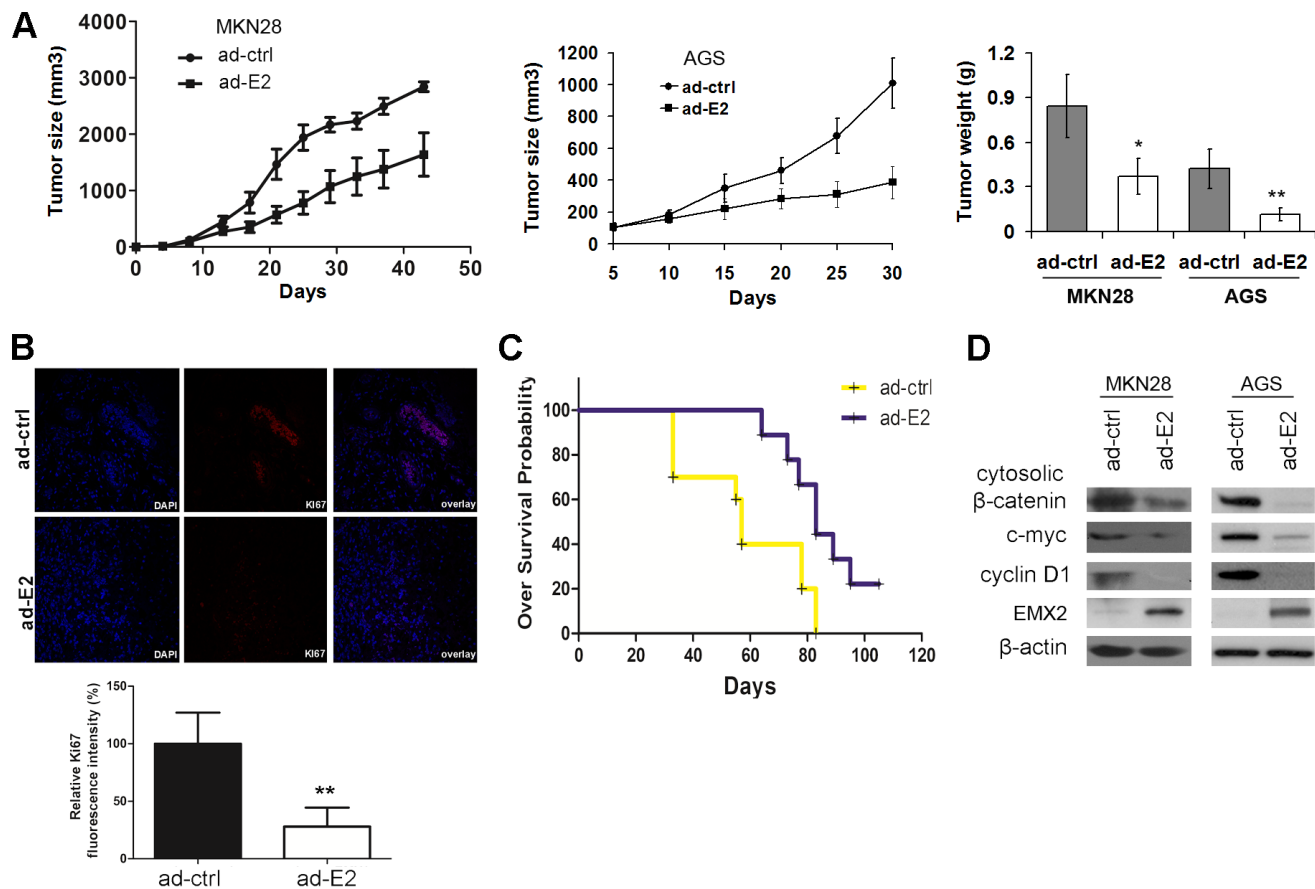 A
MKN28
ad-ctrl
ad-E2
Tumor size (mm3)
4000
3000
2000
1000
0
0 10 20 30 40 50
Days
AGS
ad-ctrl
ad-E2
Tumor size (mm3)
1200
1000
800
600
400
200
0
5 10 15 20 25 30
Days
Tumor weight (g)
0.9
0.6
0.3
0
*
**
ad-ctrl ad-E2 ad-ctrl ad-E2
MKN28 AGS
B
ad-ctrl
DAPI KI67 overlay
ad-E2
DAPI KI67 overlay
Relative Ki67
fluorescence intensity (%)
150
100
50
0
**
ad-ctrl ad-E2
C
ad-ctrl
ad-E2
Over Survival Probability
100
80
60
40
20
0
0 20 40 60 80 100 120
Days
D
MKN28 AGS
ad-ctrl ad-E2 ad-ctrl ad-E2
cytosolic
β-catenin
c-myc
cyclin D1
EMX2
β-actin